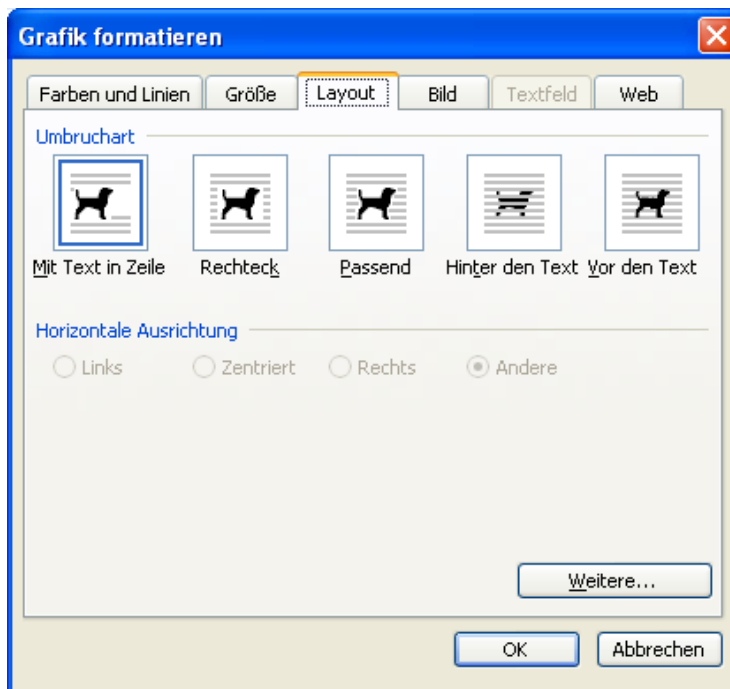 Grafik formatieren
Farben und Linien Größe Layout Bild Textfeld Web
Umbruchart
Mit Text in Zeile Rechteck Passend Hinter den Text Vor den Text
Horizontale Ausrichtung
Links Zentriert Rechts Andere
Weitere...
OK Abbrechen